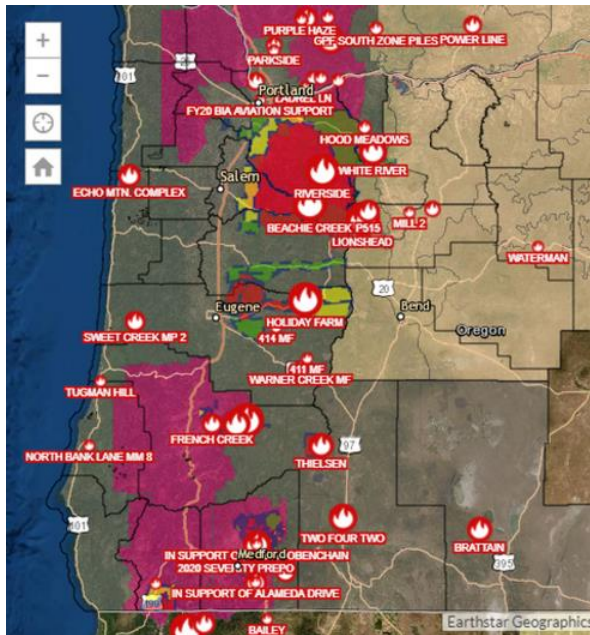 +
PURPLE HAZE
GPF SOUTH ZONE PILES
POWER LINE
PARKSIDE
−
101
Portland
LAUREL LN
FY20 BIA AVIATION SUPPORT
HOOD MEADOWS
WHITE RIVER
Salem
ECHO MTN. COMPLEX
RIVERSIDE
BEACHIE CREEK P515
MILL 2
LIONSHEAD
WATERMAN
20
Eugene
Bend
HOLIDAY FARM
Oregon
SWEET CREEK MP 2
414 MF
411 MF
WARNER CREEK MF
TUGMAN HILL
FRENCH CREEK
97
NORTH BANK LANE MM 8
THIELSEN
101
TWO FOUR TWO
BRATTAIN
IN SUPPORT O
OBENCHAIN
Medford
2020 SEVERITY PREPO
395
IN SUPPORT OF ALAMEDA DRIVE
199
BAILEY
Earthstar Geographics